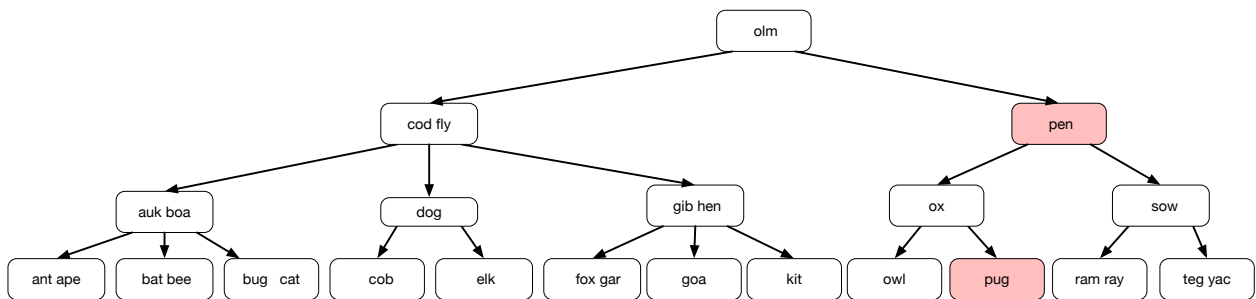 olm
cod fly
pen
auk boa
dog
gib hen
ox
sow
ant ape
bat bee
bug cat
cob
elk
fox gar
goa
kit
owl
pug
ram ray
teg yac